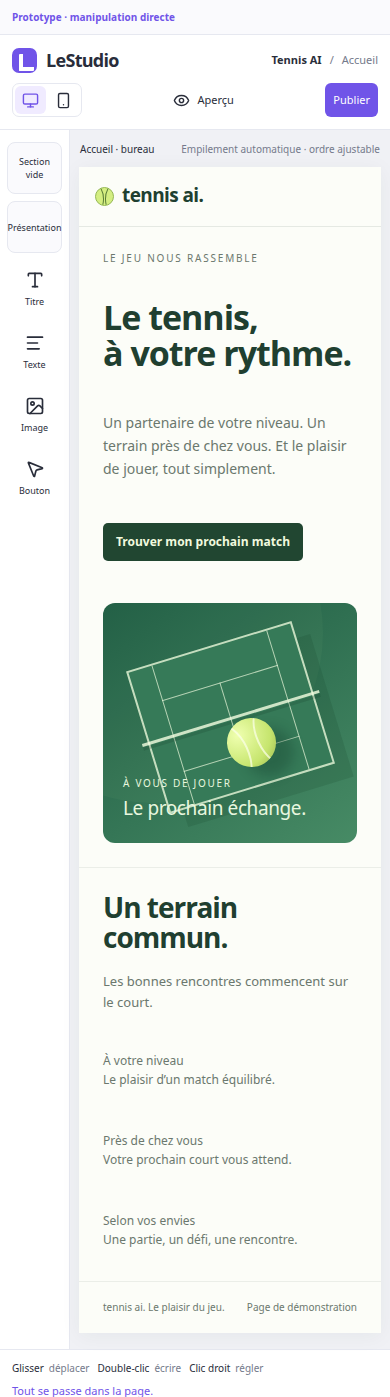 Prototype · manipulation directe
LeStudio
Tennis AI / Accueil
Aperçu
Publier
Section vide
Présentation
Titre
Texte
Image
Bouton
Accueil · bureau
Empilement automatique · ordre ajustable
tennis ai.
LE JEU NOUS RASSEMBLE
Le tennis,
à votre rythme.
Un partenaire de votre niveau. Un
terrain près de chez vous. Et le plaisir
de jouer, tout simplement.
Trouver mon prochain match
À VOUS DE JOUER
Le prochain échange.
Un terrain
commun.
Les bonnes rencontres commencent sur
le court.
À votre niveau
Le plaisir d’un match équilibré.
Près de chez vous
Votre prochain court vous attend.
Selon vos envies
Une partie, un défi, une rencontre.
tennis ai. Le plaisir du jeu.
Page de démonstration
Glisser déplacer Double-clic écrire Clic droit régler
Tout se passe dans la page.